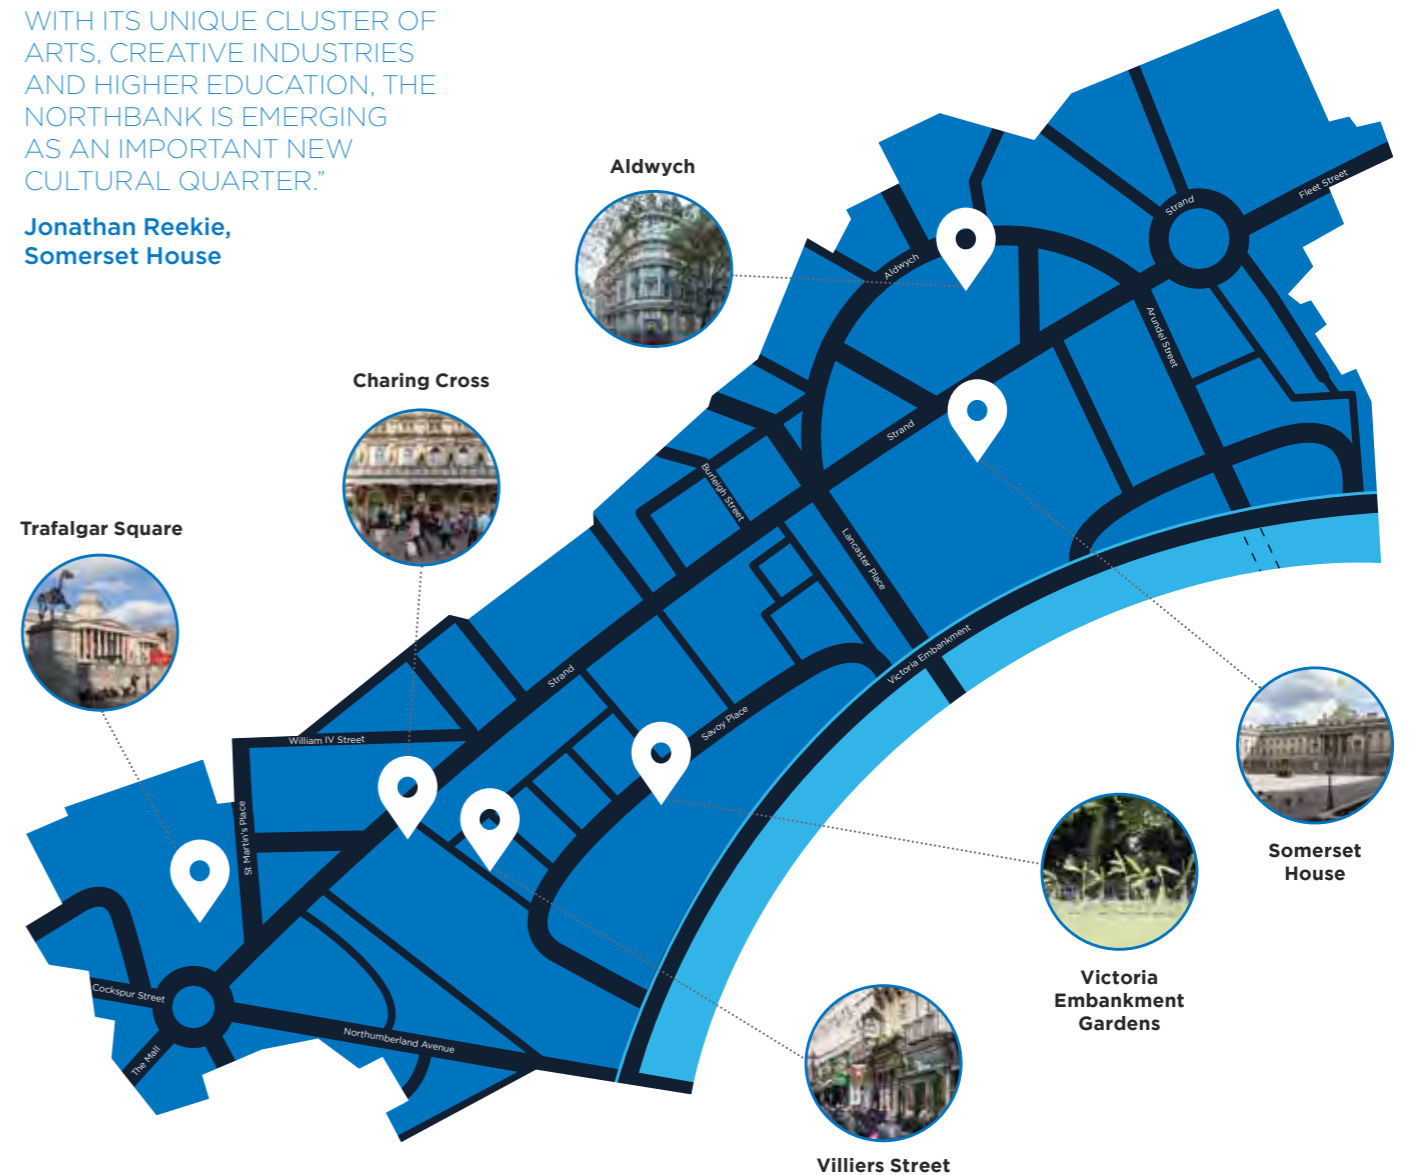 WITH ITS UNIQUE CLUSTER OF
ARTS, CREATIVE INDUSTRIES
AND HIGHER EDUCATION, THE
NORTHBANK IS EMERGING
AS AN IMPORTANT NEW
CULTURAL QUARTER.”
Jonathan Reekie,
Somerset House
Aldwych
Charing Cross
Trafalgar Square
Strand
Fleet Street
Aldwych
Arundel Street
Strand
Burleigh Street
Lancaster Place
Victoria Embankment
Strand
Savoy Place
William IV Street
St Martin's Place
Cockspur Street
The Mall
Northumberland Avenue
Somerset
House
Victoria
Embankment
Gardens
Villiers Street